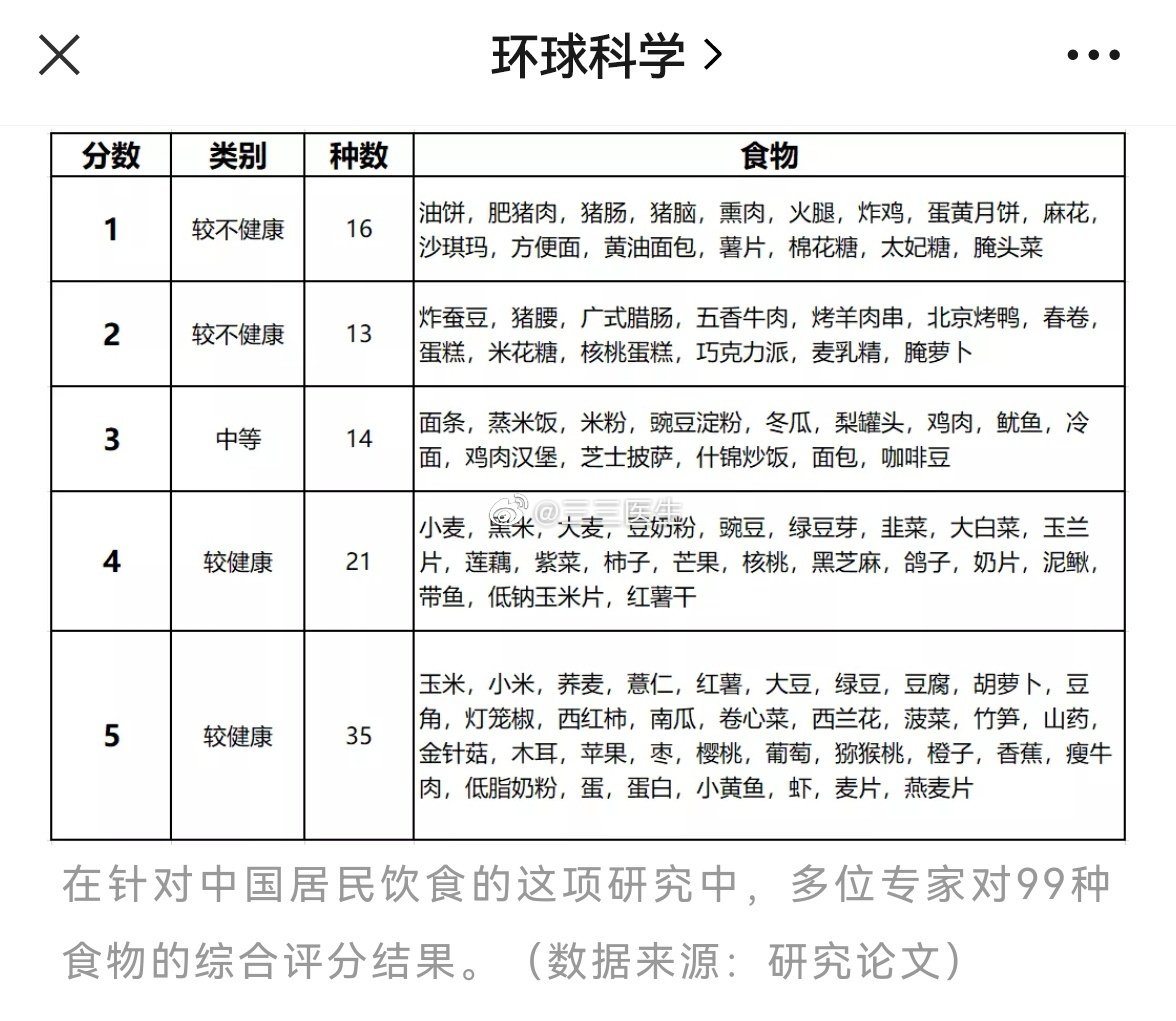 环球科学
分数 类别 种数 食物
1 较不健康 16 油饼，肥猪肉，猪肠，猪脑，熏肉，火腿，炸鸡，蛋黄月饼，麻花，
沙琪玛，方便面，黄油面包，薯片，棉花糖，太妃糖，腌头菜
2 较不健康 13 炸蚕豆，猪腰，广式腊肠，五香牛肉，烤羊肉串，北京烤鸭，春卷，
蛋糕，米花糖，核桃蛋糕，巧克力派，麦乳精，腌萝卜
3 中等 14 面条，蒸米饭，米粉，豌豆淀粉，冬瓜，梨罐头，鸡肉，鱿鱼，冷
面，鸡肉汉堡，芝士披萨，什锦炒饭，面包，咖啡豆
@三三医生
4 较健康 21 小麦，黑米，大麦，豆奶粉，豌豆，绿豆芽，韭菜，大白菜，玉兰
片，莲藕，紫菜，柿子，芒果，核桃，黑芝麻，鸽子，奶片，泥鳅，
带鱼，低钠玉米片，红薯干
5 较健康 35 玉米，小米，荞麦，薏仁，红薯，大豆，绿豆，豆腐，胡萝卜，豆
角，灯笼椒，西红柿，南瓜，卷心菜，西兰花，菠菜，竹笋，山药，
金针菇，木耳，苹果，枣，樱桃，葡萄，猕猴桃，橙子，香蕉，瘦牛
肉，低脂奶粉，蛋，蛋白，小黄鱼，虾，麦片，燕麦片
在针对中国居民饮食的这项研究中，多位专家对99种
食物的综合评分结果。（数据来源：研究论文）